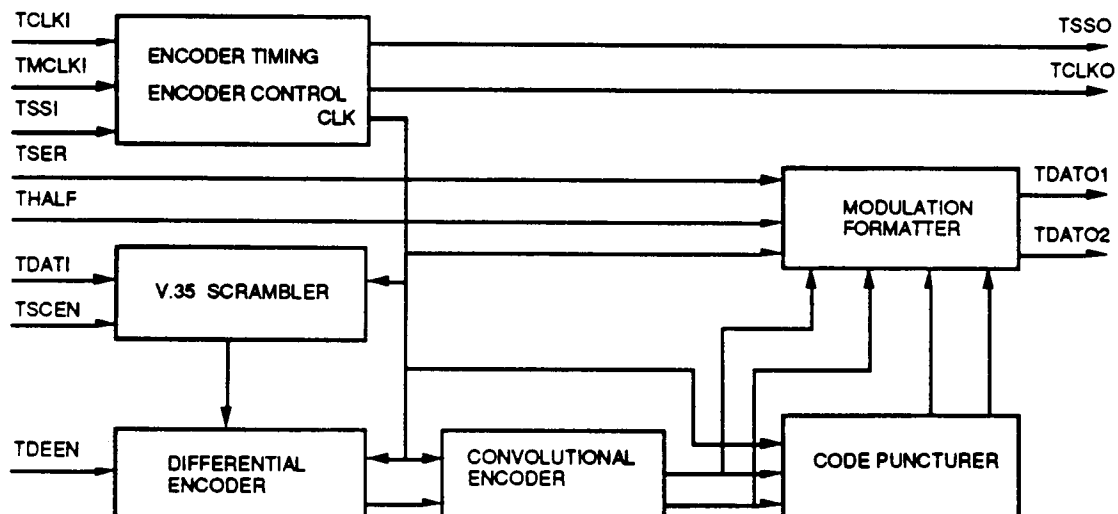 TCLKI
TMCLKI
TSSI
ENCODER TIMING
ENCODER CONTROL
CLK
TSSO
TCLKO
TSER
THALF
MODULATION
FORMATTER
TDATO1
TDATO2
TDATI
TSCEN
V.35 SCRAMBLER
TDEEN
DIFFERENTIAL
ENCODER
CONVOLUTIONAL
ENCODER
CODE PUNCTURER